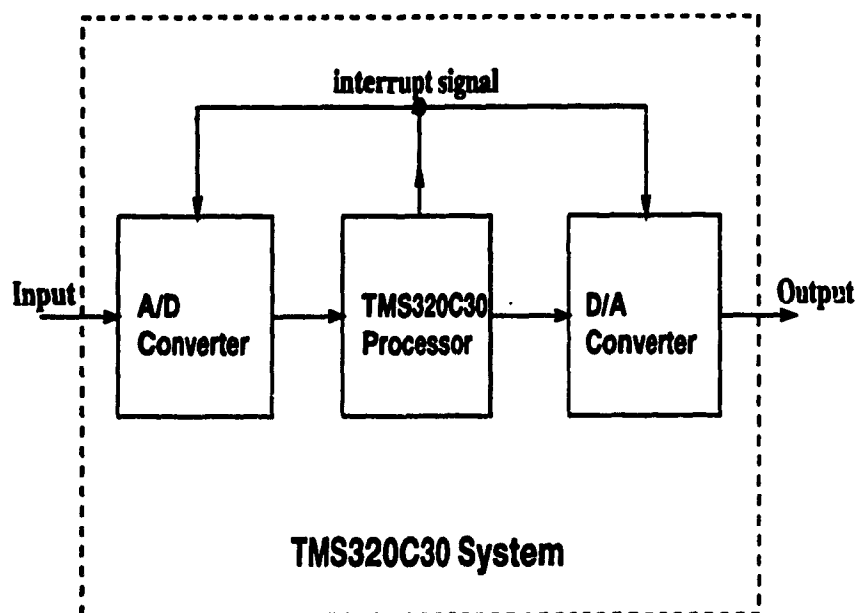 interrupt signal
Input
A/D
Converter
TMS320C30
Processor
D/A
Converter
Output
TMS320C30 System